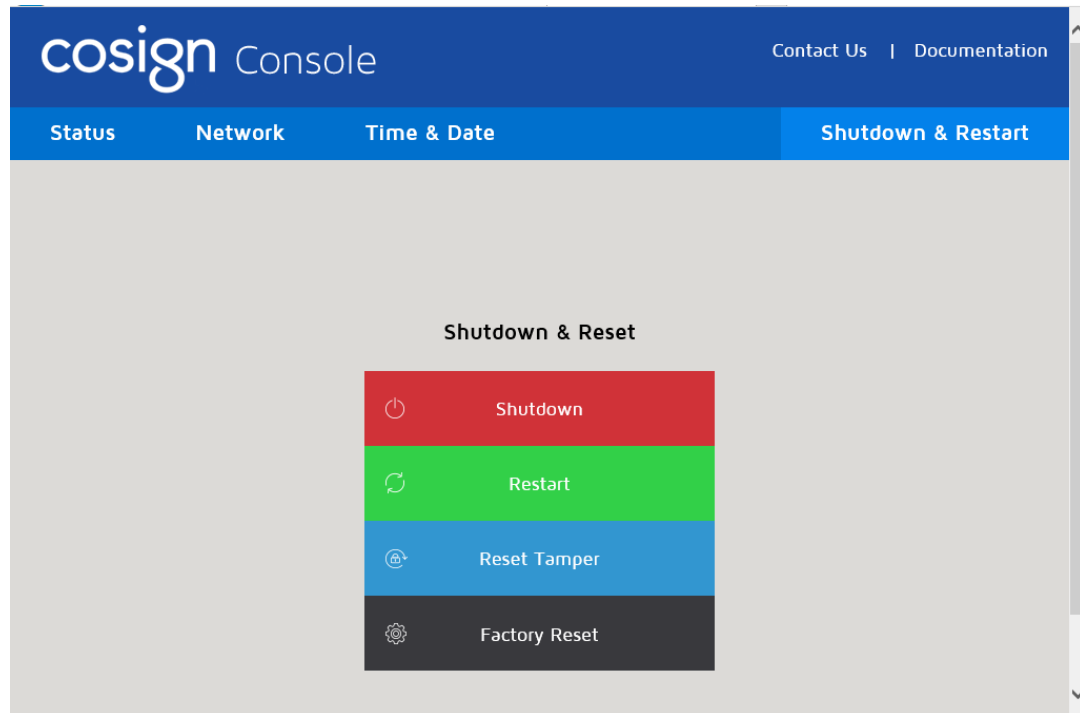 cosign Console
Contact Us | Documentation
Status Network Time & Date Shutdown & Restart
Shutdown & Reset
Shutdown
Restart
Reset Tamper
Factory Reset